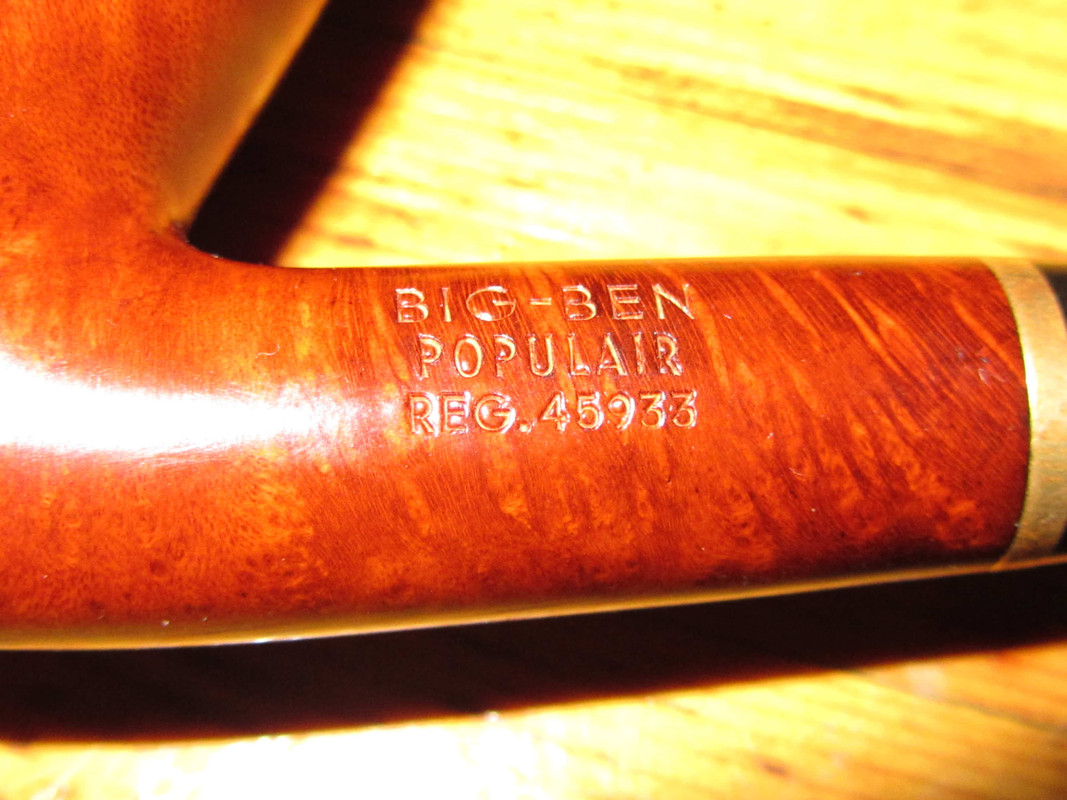 BIG-BEN
POPULAIR
REG. 45933